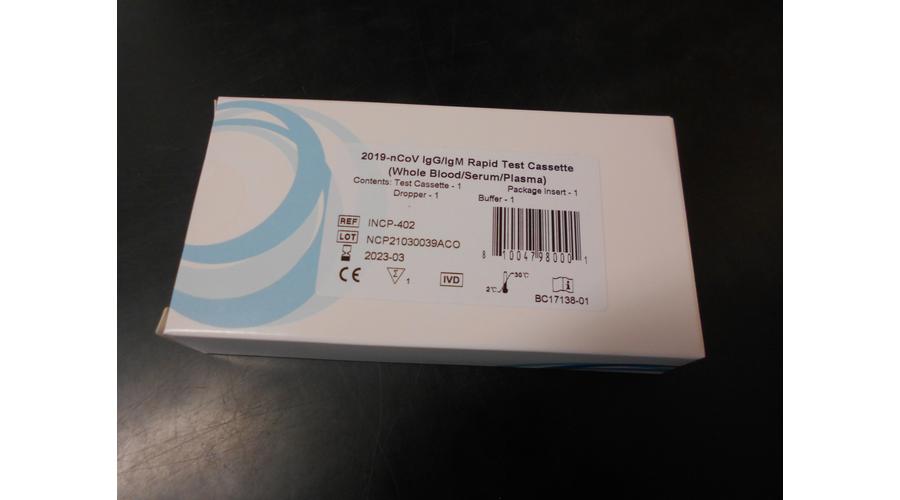 2019-nCoV IgG/IgM Rapid Test Cassette
(Whole Blood/Serum/Plasma)
Contents: Test Cassette - 1 Package Insert - 1
Dropper - 1 Buffer - 1
REF INCP-402
LOT NCP21030039ACO
2023-03
8 10047 98000 1
CE Σ 1 IVD 2℃ 30℃ i
BC17138-01